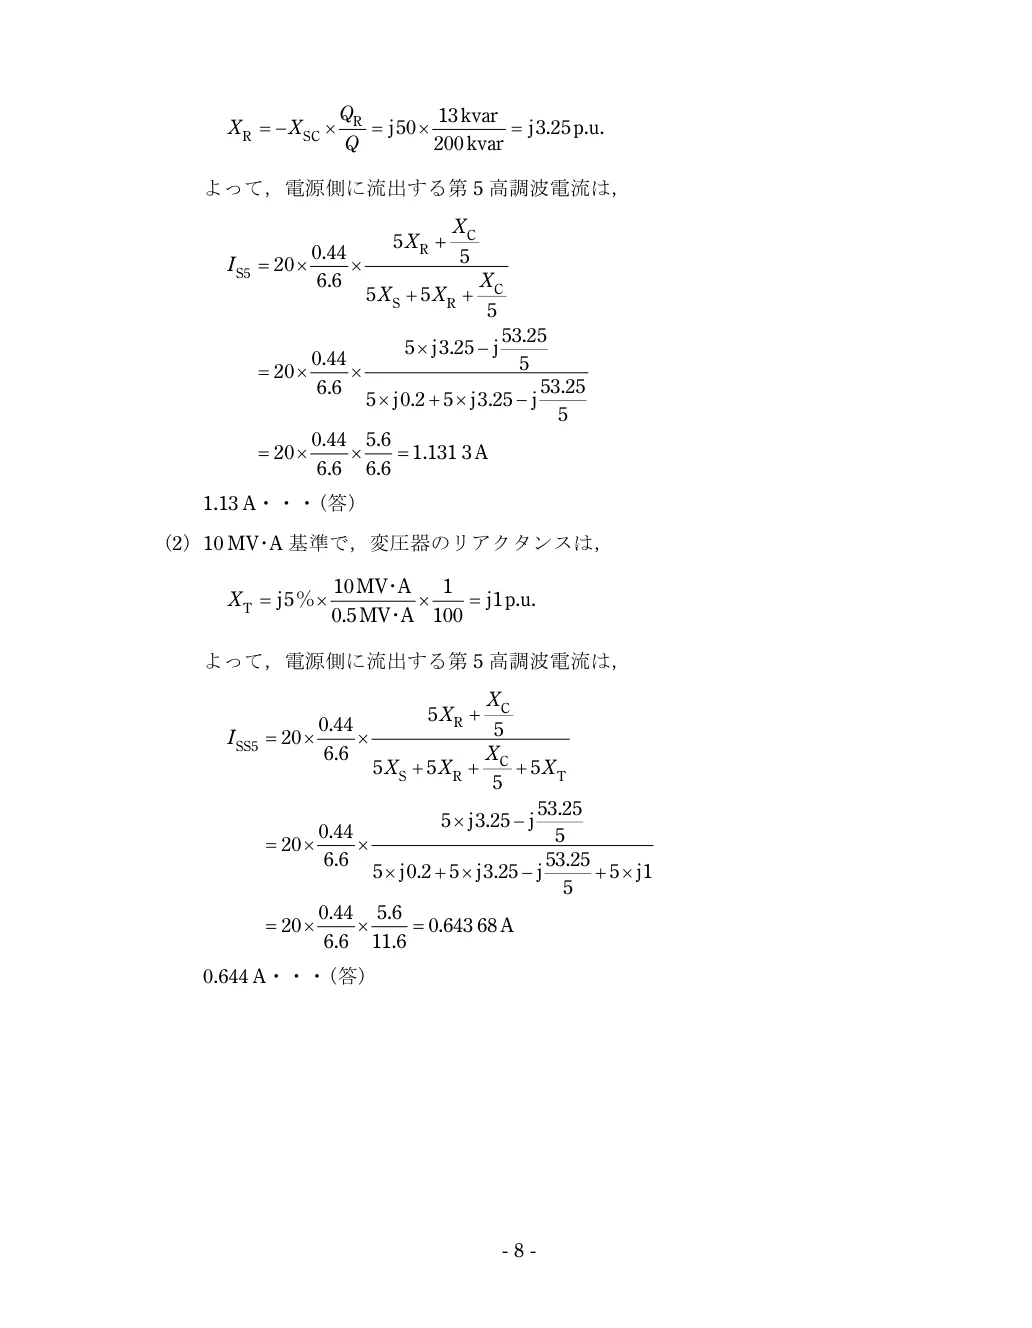 X_R = −X_SC × Q_R/Q = j50 × 13 kvar/200 kvar = j3.25 p.u.
よって，電源側に流出する第 5 高調波電流は，
I_S5 = 20 × 0.44/6.6 × (5X_R + X_C/5)/(5X_S + 5X_R + X_C/5)
= 20 × 0.44/6.6 × (5 × j3.25 − j53.25/5)/(5 × j0.2 + 5 × j3.25 − j53.25/5)
= 20 × 0.44/6.6 × 5.6/6.6 = 1.131 3 A
1.13 A・・・（答）
（2）10 MV･A 基準で，変圧器のリアクタンスは，
X_T = j5％ × 10 MV･A/0.5 MV･A × 1/100 = j1 p.u.
よって，電源側に流出する第 5 高調波電流は，
I_SS5 = 20 × 0.44/6.6 × (5X_R + X_C/5)/(5X_S + 5X_R + X_C/5 + 5X_T)
= 20 × 0.44/6.6 × (5 × j3.25 − j53.25/5)/(5 × j0.2 + 5 × j3.25 − j53.25/5 + 5 × j1)
= 20 × 0.44/6.6 × 5.6/11.6 = 0.643 68 A
0.644 A・・・（答）
- 8 -